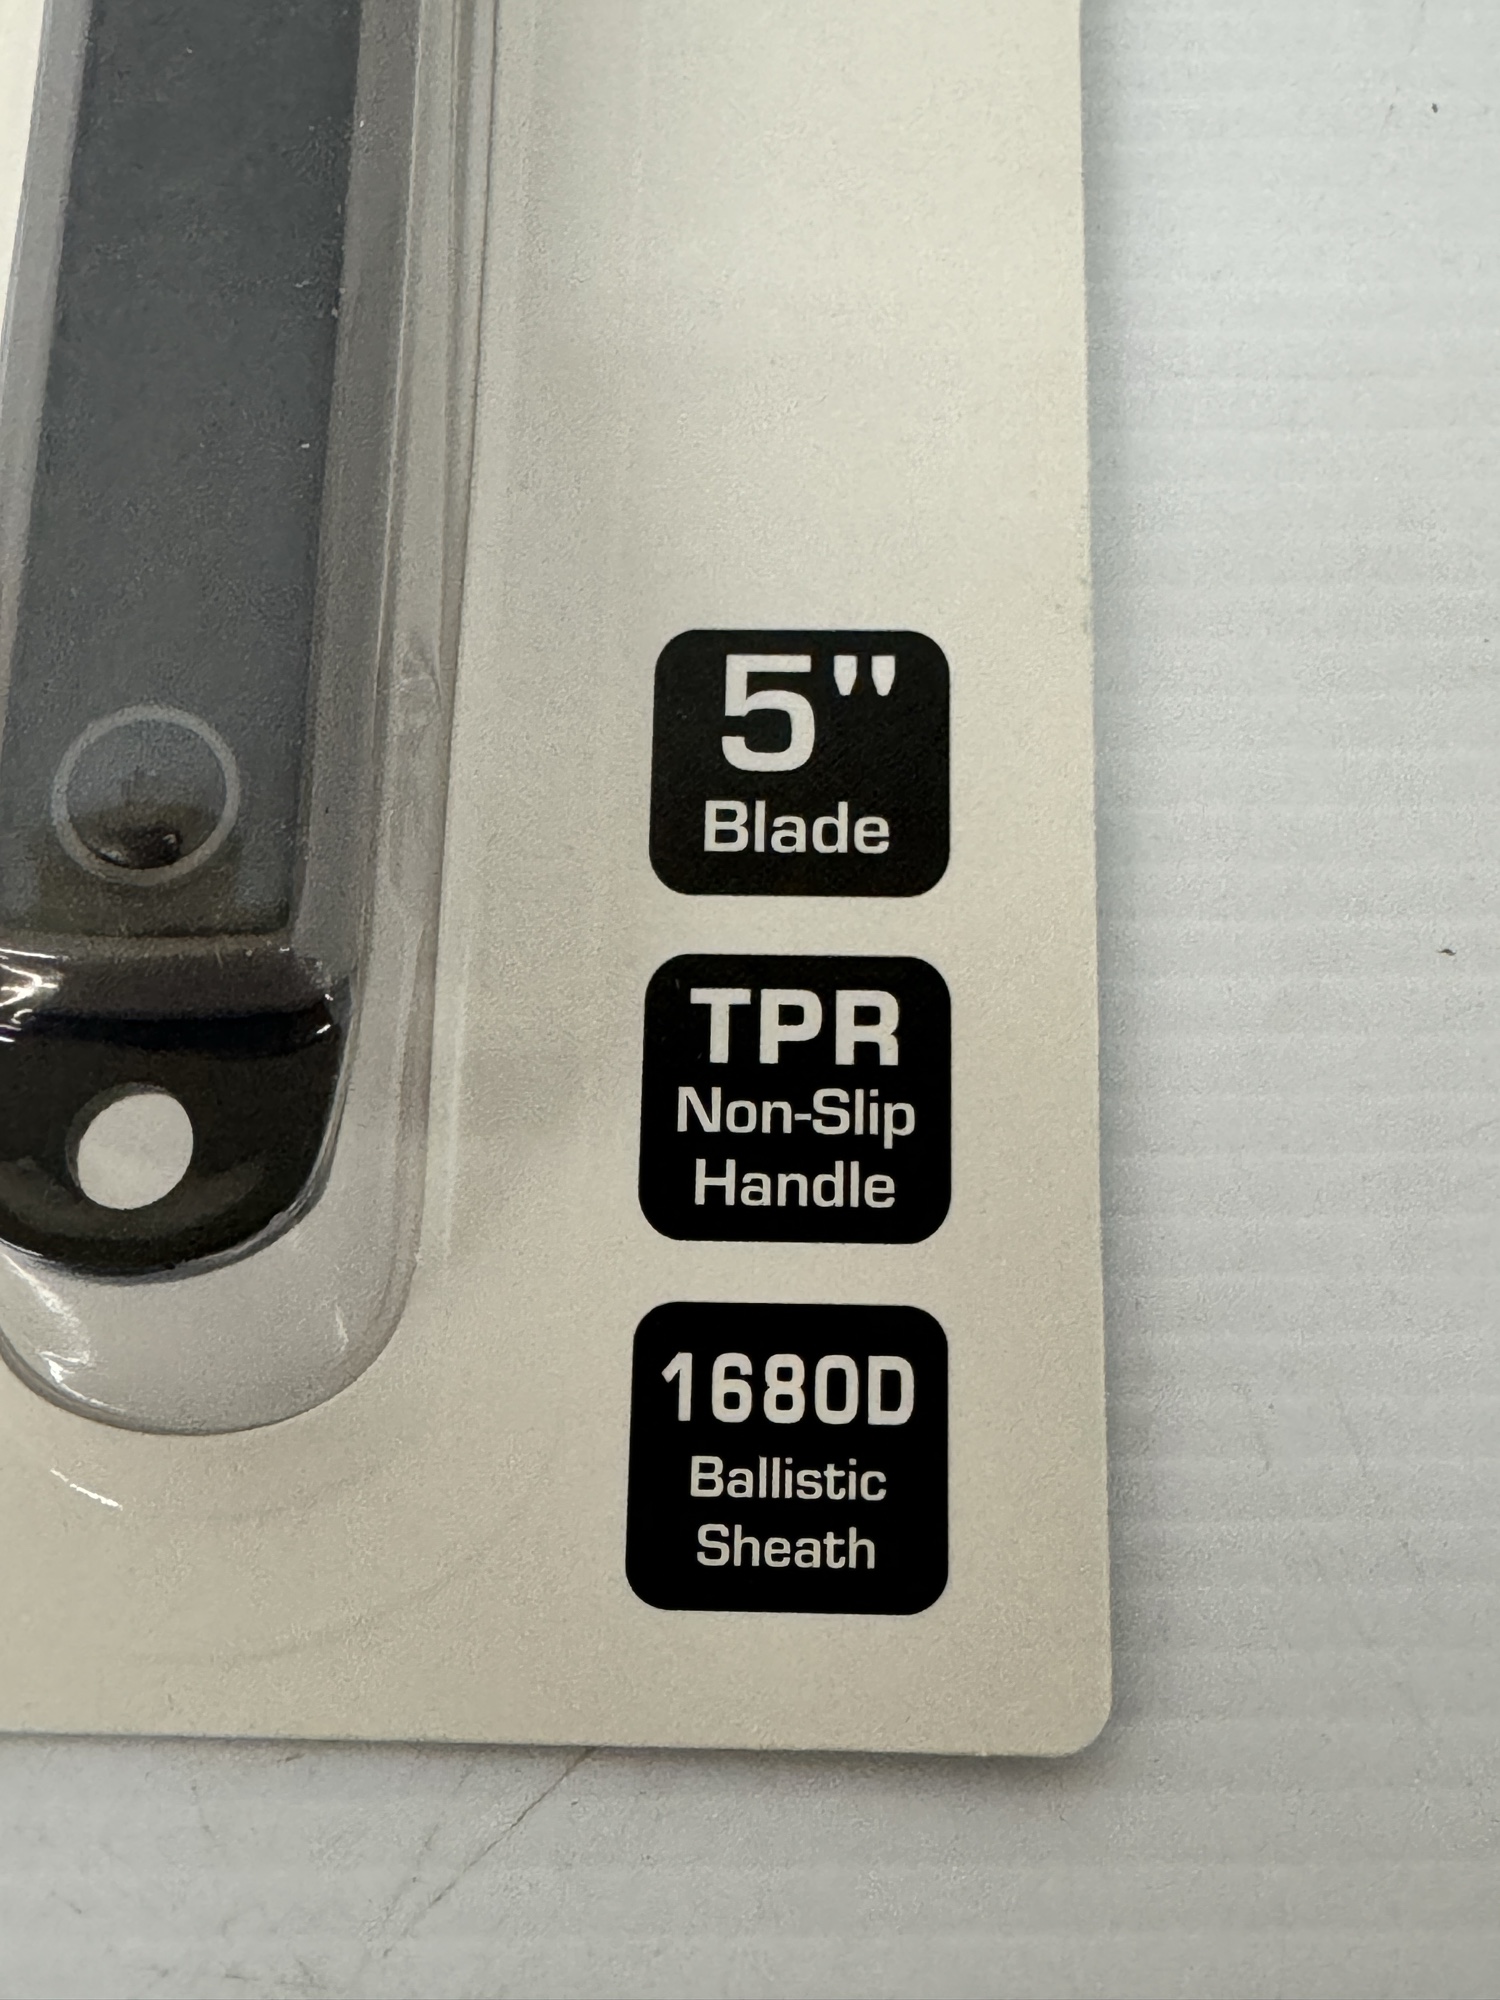 5"
Blade
TPR
Non-Slip
Handle
1680D
Ballistic
Sheath